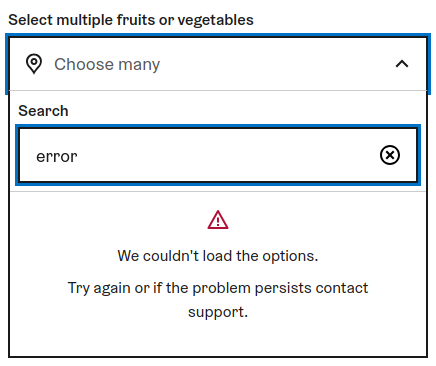 Select multiple fruits or vegetables
Choose many
Search
error
We couldn't load the options.
Try again or if the problem persists contact
support.